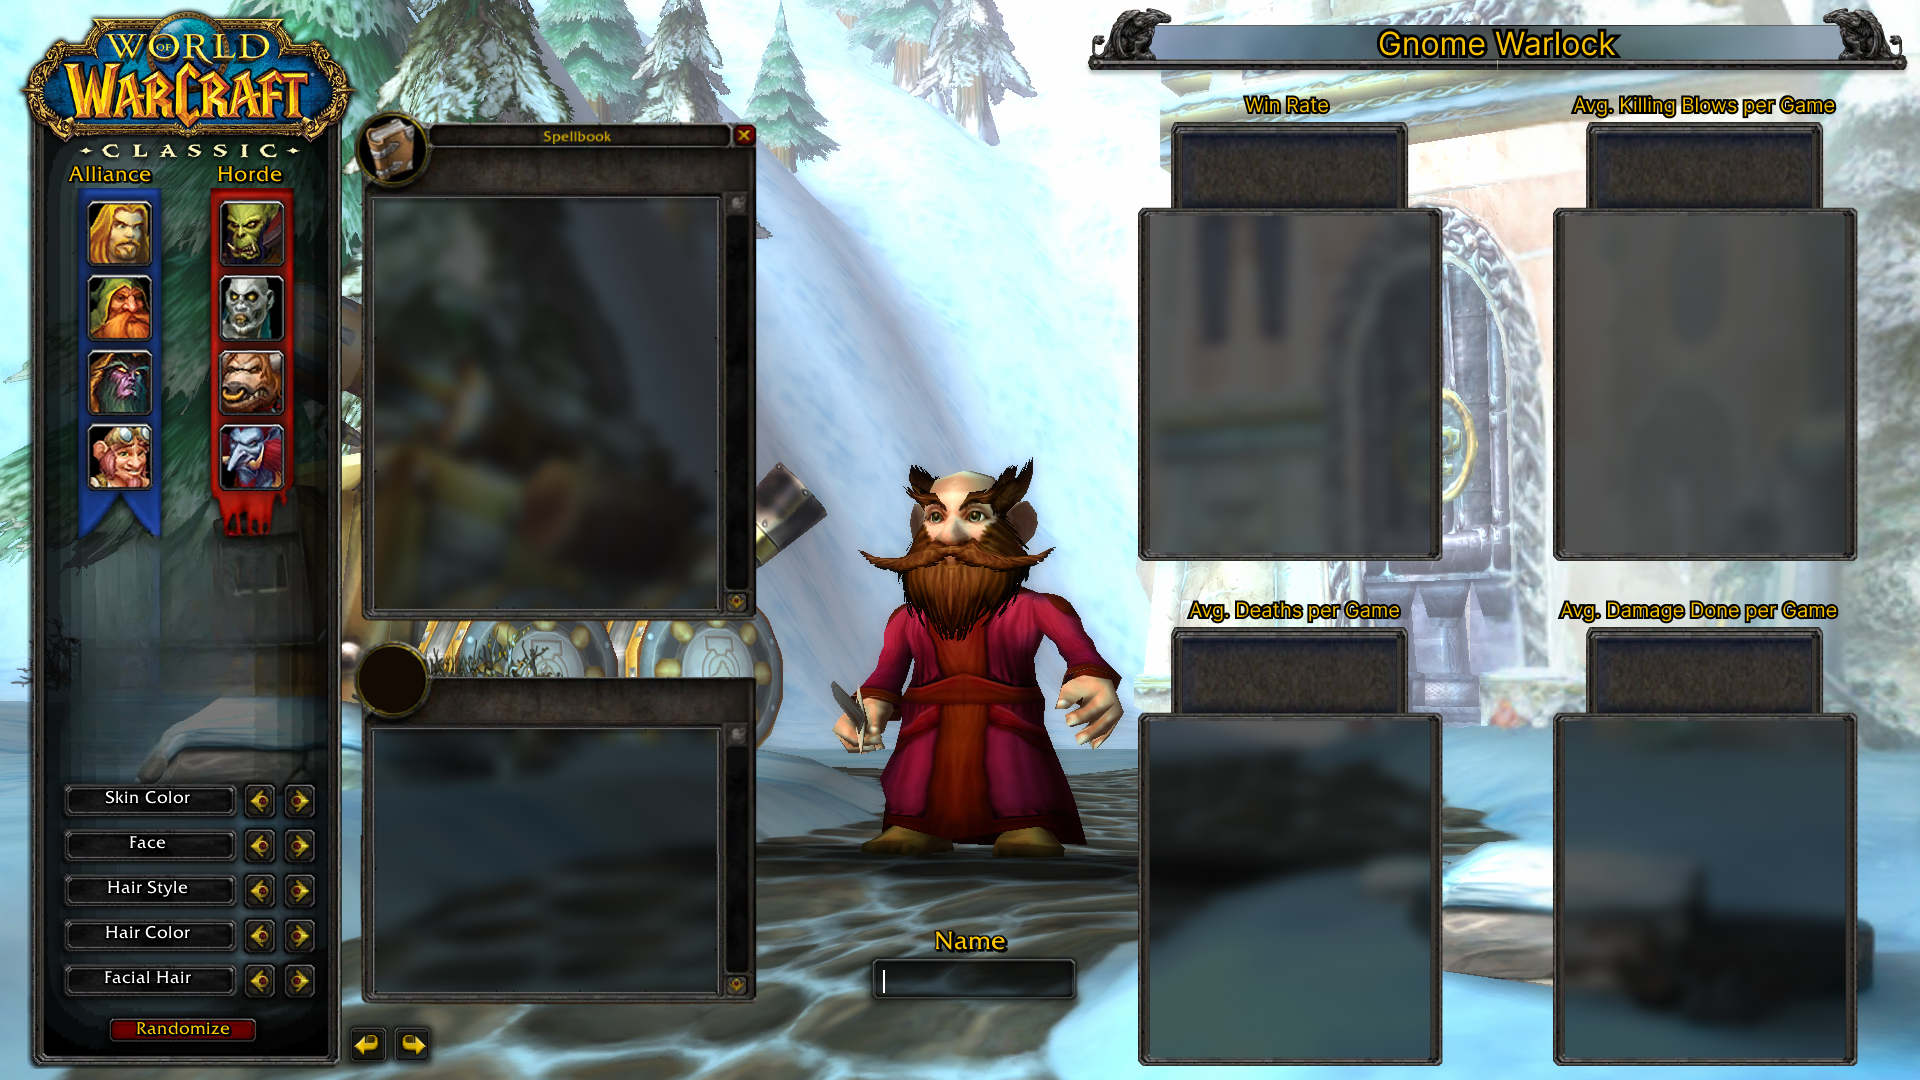 WORLD
OF
WARCRAFT
CLASSIC
Alliance
Horde
Skin Color
Face
Hair Style
Hair Color
Facial Hair
Randomize
Spellbook
Name
Gnome Warlock
Win Rate
Avg. Killing Blows per Game
Avg. Deaths per Game
Avg. Damage Done per Game